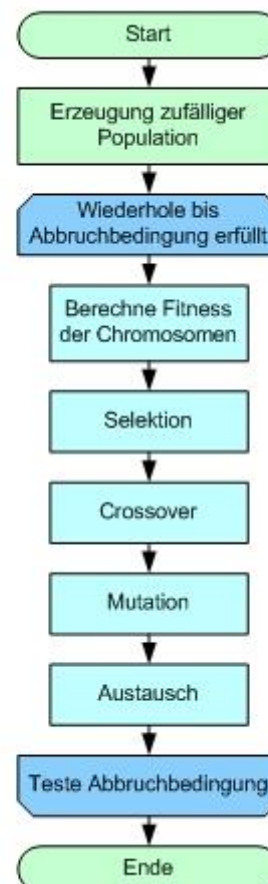 Start
Erzeugung zufälliger
Population
Wiederhole bis
Abbruchbedingung erfüllt
Berechne Fitness
der Chromosomen
Selektion
Crossover
Mutation
Austausch
Teste Abbruchbedingung
Ende